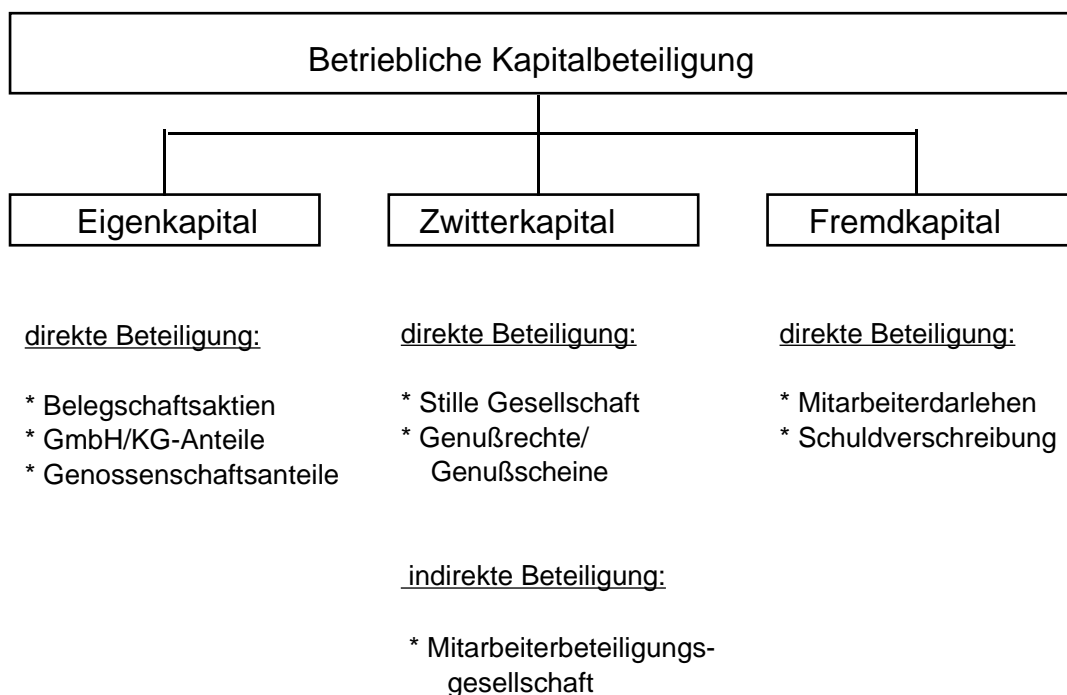 Betriebliche Kapitalbeteiligung
Eigenkapital
Zwitterkapital
Fremdkapital
direkte Beteiligung:
* Belegschaftsaktien
* GmbH/KG-Anteile
* Genossenschaftsanteile
direkte Beteiligung:
* Stille Gesellschaft
* Genußrechte/
Genußscheine
direkte Beteiligung:
* Mitarbeiterdarlehen
* Schuldverschreibung
indirekte Beteiligung:
* Mitarbeiterbeteiligungs-
gesellschaft